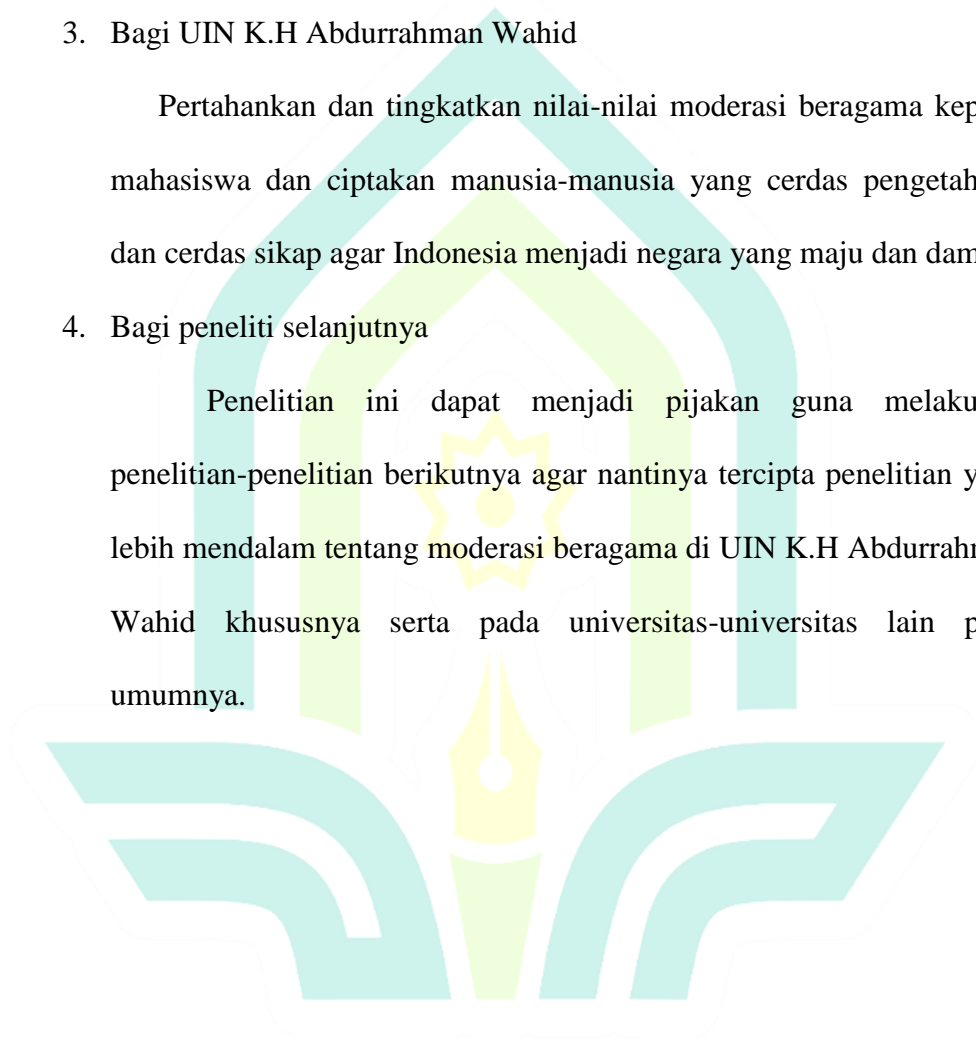 3. Bagi UIN K.H Abdurrahman Wahid
Pertahankan dan tingkatkan nilai-nilai moderasi beragama kep
mahasiswa dan ciptakan manusia-manusia yang cerdas pengetah
dan cerdas sikap agar Indonesia menjadi negara yang maju dan dam
4. Bagi peneliti selanjutnya
Penelitian ini dapat menjadi pijakan guna melaku
penelitian-penelitian berikutnya agar nantinya tercipta penelitian y
lebih mendalam tentang moderasi beragama di UIN K.H Abdurrah
Wahid khususnya serta pada universitas-universitas lain p
umumnya.